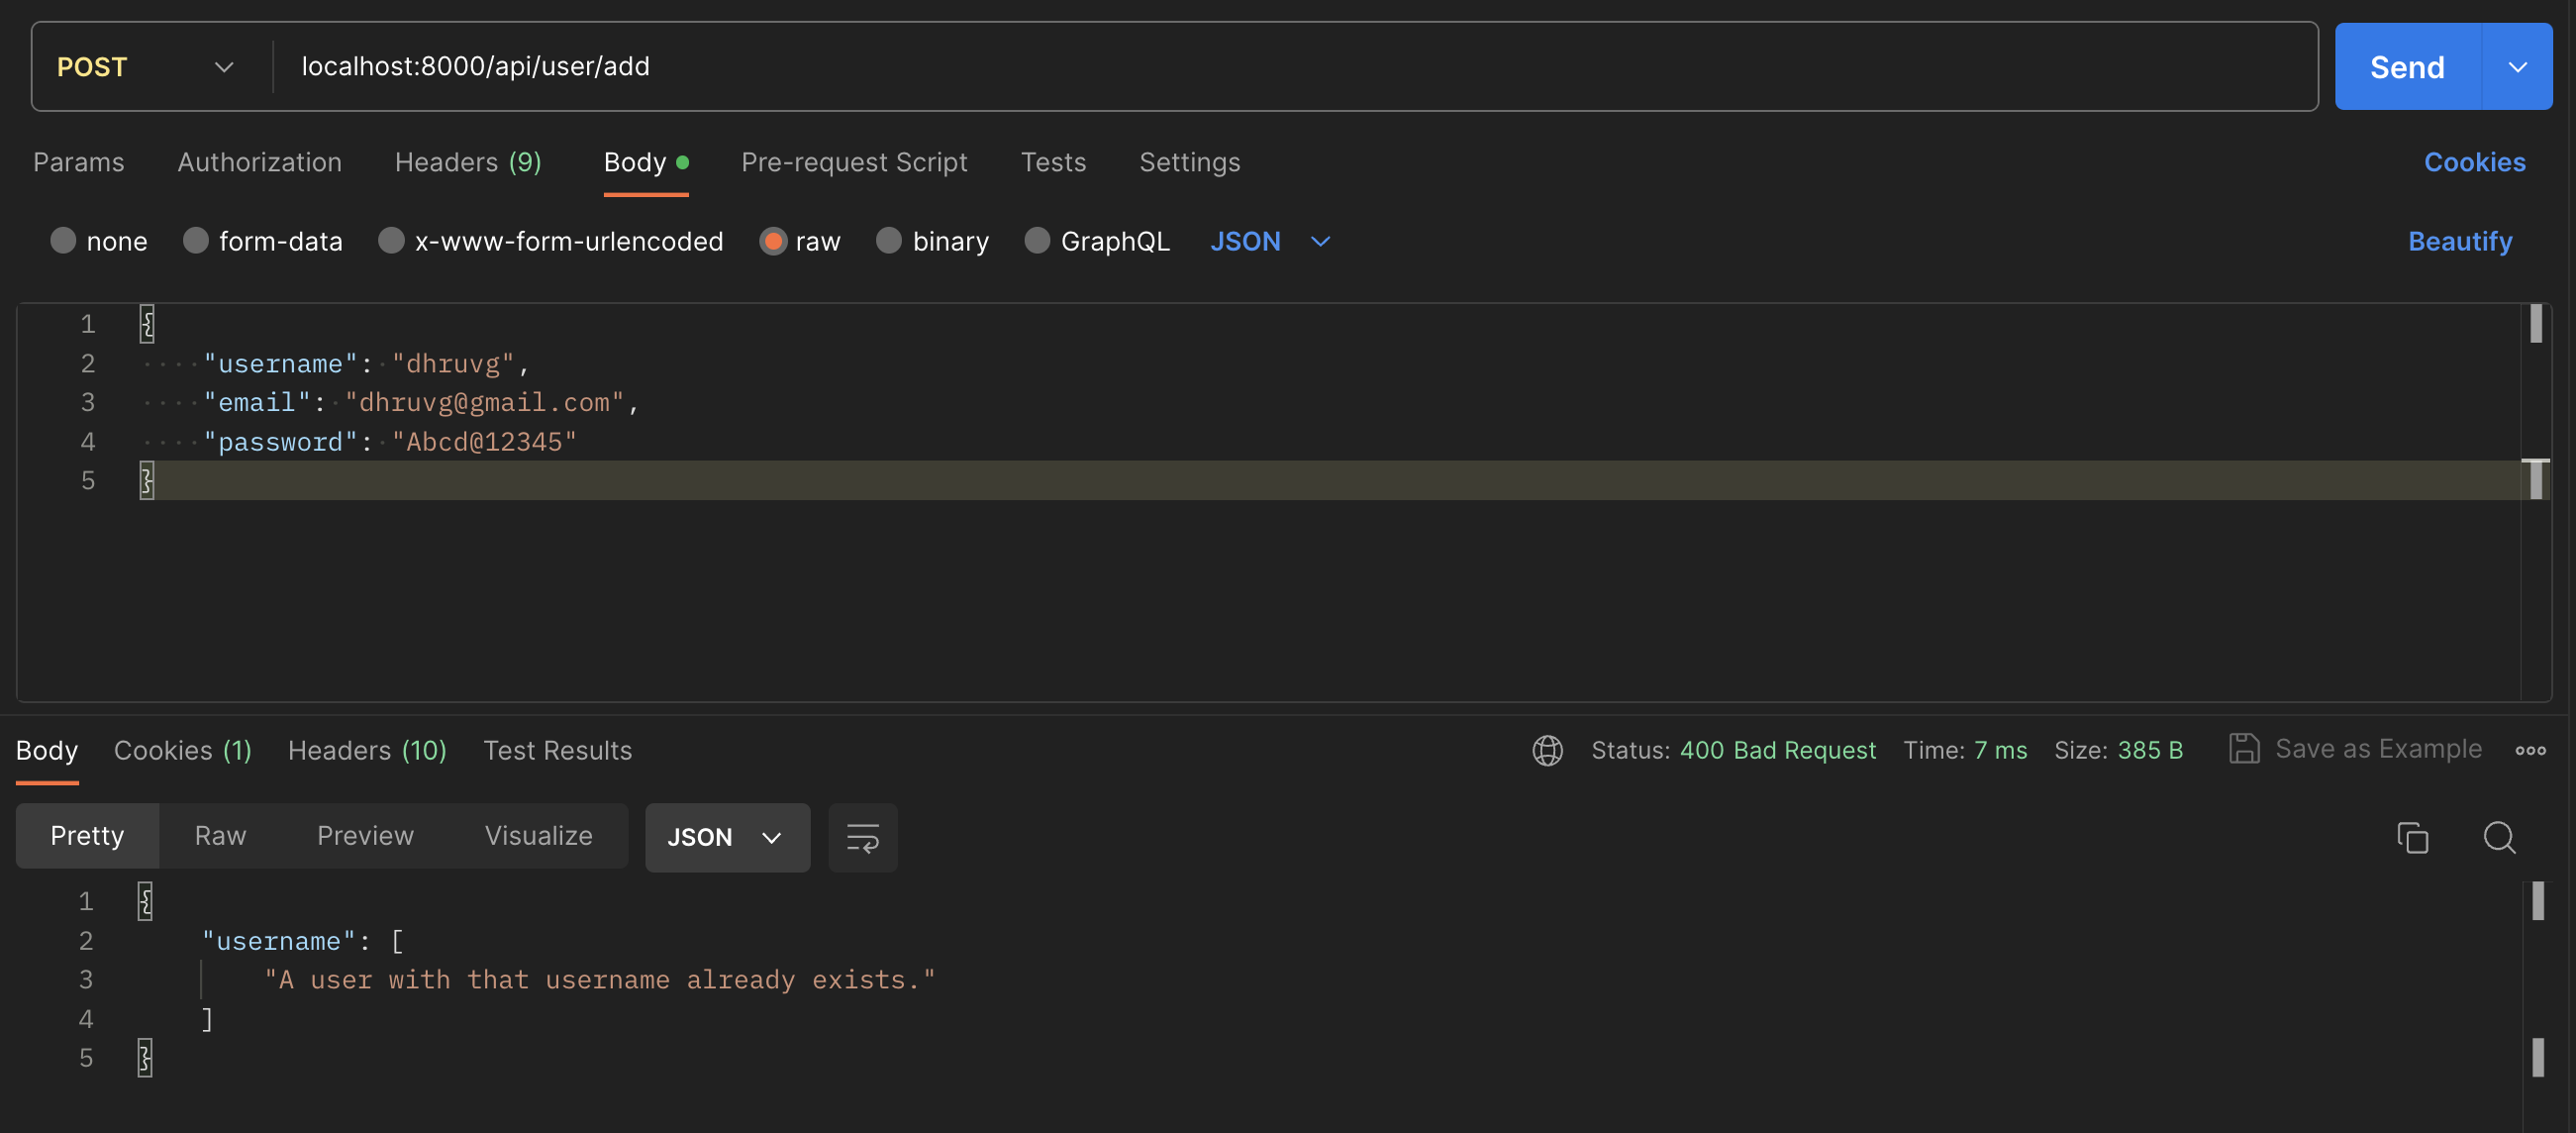 POST localhost:8000/api/user/add Send
Params Authorization Headers (9) Body Pre-request Script Tests Settings Cookies
none form-data x-www-form-urlencoded raw binary GraphQL JSON Beautify
1 {
2 "username": "dhruvg",
3 "email": "dhruvg@gmail.com",
4 "password": "Abcd@12345"
5 }
Body Cookies (1) Headers (10) Test Results Status: 400 Bad Request Time: 7 ms Size: 385 B Save as Example
Pretty Raw Preview Visualize JSON
1 {
2 "username": [
3 "A user with that username already exists."
4 ]
5 }